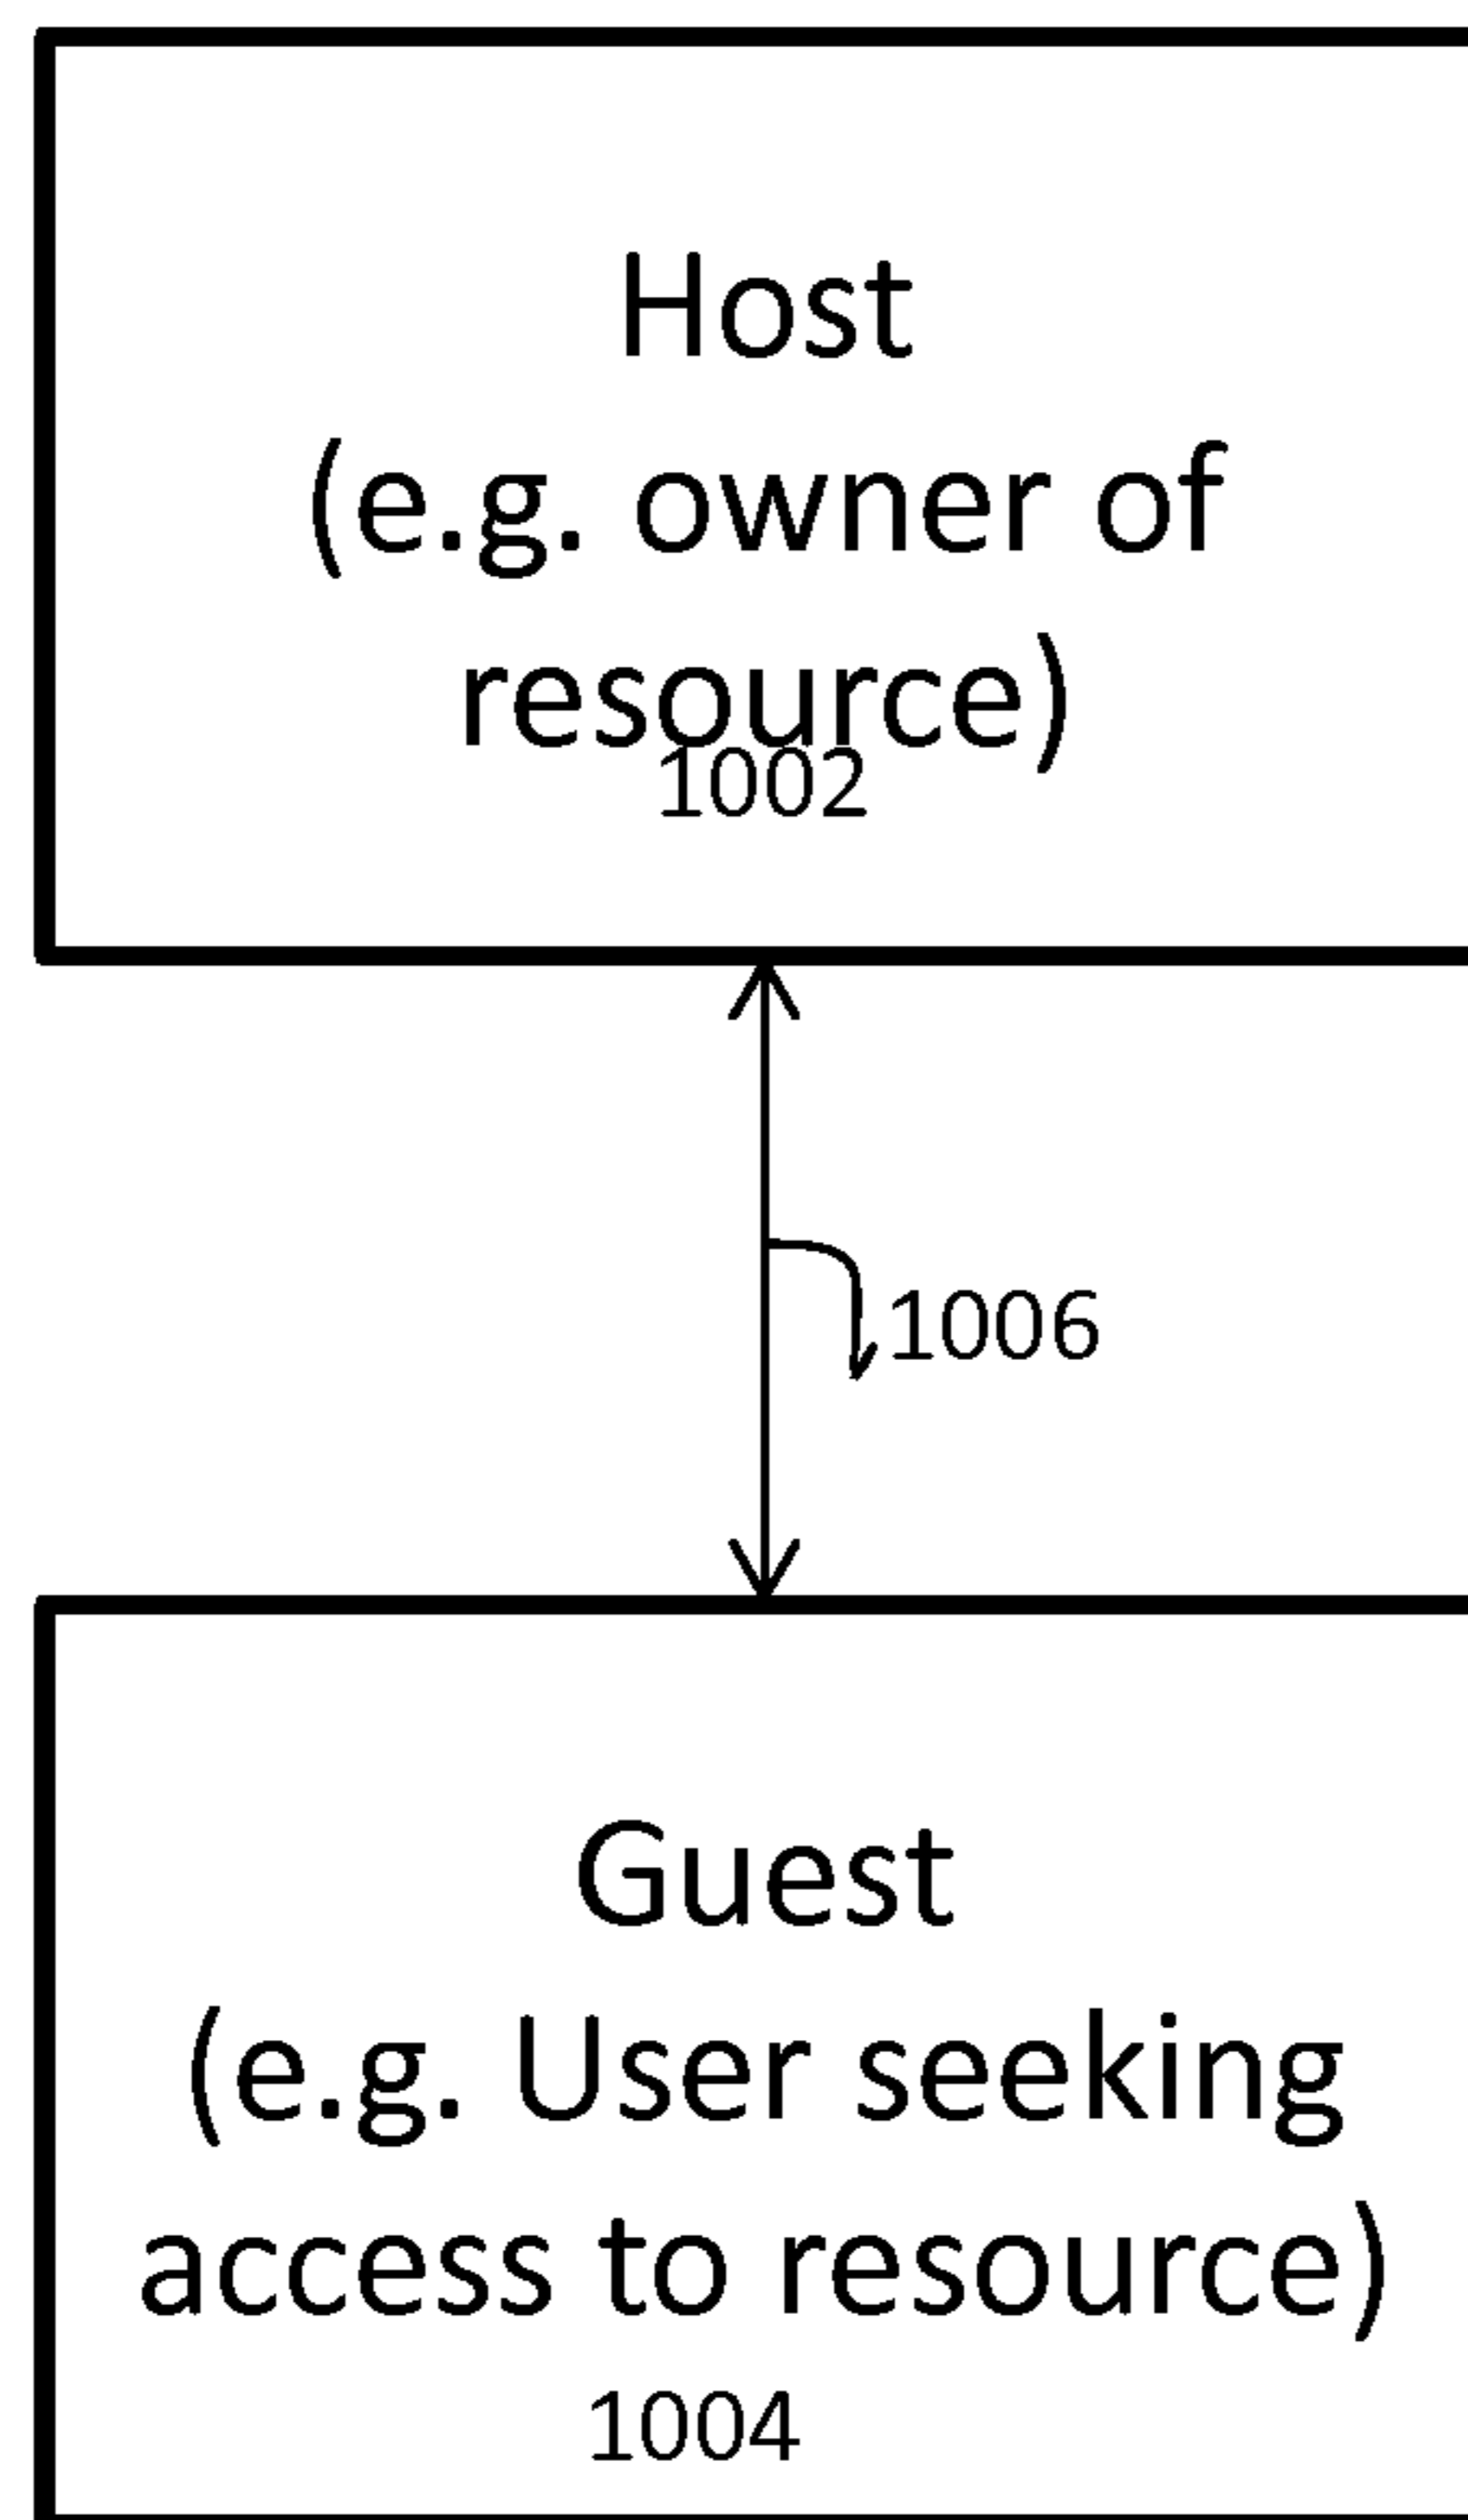 Host
(e.g. owner of
resource)
1002
1006
Guest
(e.g. User seeking
access to resource)
1004